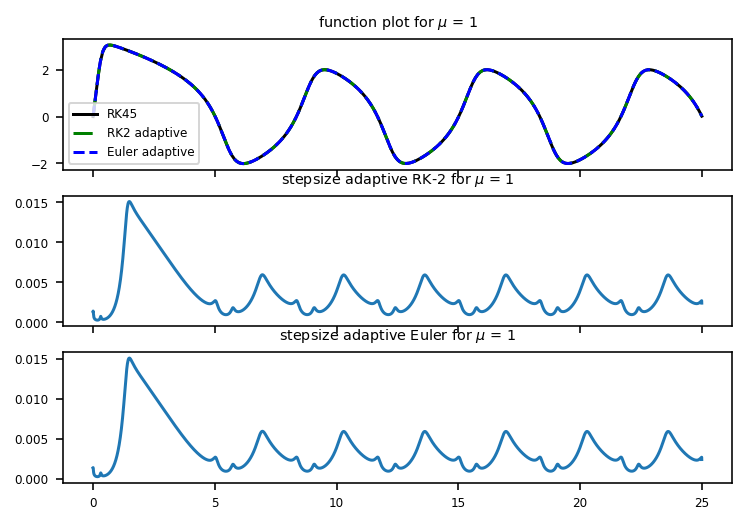 function plot for μ = 1
2
0
−2
RK45
RK2 adaptive
Euler adaptive
stepsize adaptive RK-2 for μ = 1
0.015
0.010
0.005
0.000
stepsize adaptive Euler for μ = 1
0.015
0.010
0.005
0.000
0 5 10 15 20 25